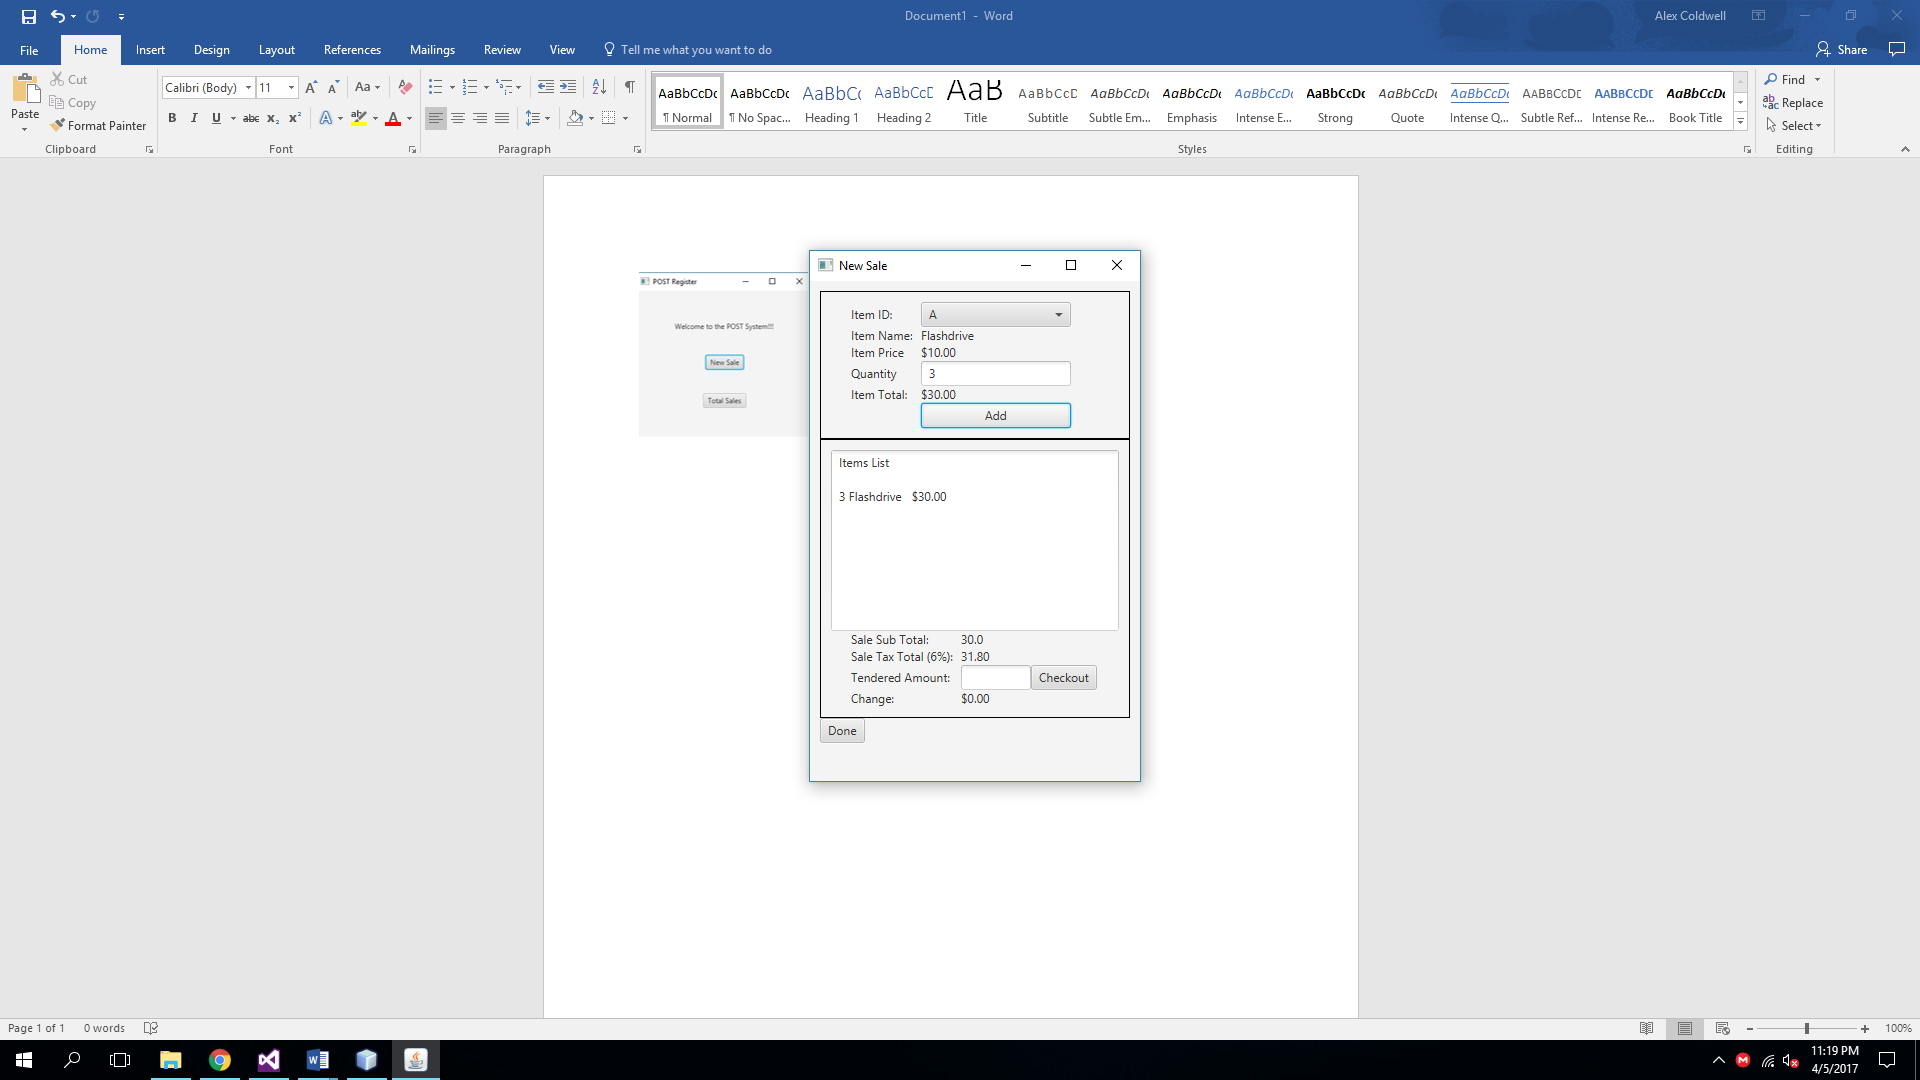 Document1 - Word
Alex Coldwell
File Home Insert Design Layout References Mailings Review View Tell me what you want to do
Share
Paste
Cut
Copy
Format Painter
Clipboard
Calibri (Body) 11
Aa
B I U abc X₂ X² A ab A
Font
Paragraph
AaBbCcDc AaBbCcDc AaBbC( AaBbCcD AaB AaBbCcD AaBbCcDc AaBbCcDc AaBbCcDc AaBbCcDc AaBbCcDc AaBbCcDc AABBCCDE AABBCCDE AaBbCcDc
¶ Normal ¶ No Spac... Heading 1 Heading 2 Title Subtitle Subtle Em... Emphasis Intense E... Strong Quote Intense Q... Subtle Ref... Intense Re... Book Title
Styles
Find
Replace
Select
Editing
POST Register
Welcome to the POST System!!!
New Sale
Total Sales
New Sale
Item ID: A
Item Name: Flashdrive
Item Price $10.00
Quantity 3
Item Total: $30.00
Add
Items List
3 Flashdrive $30.00
Sale Sub Total: 30.0
Sale Tax Total (6%): 31.80
Tendered Amount: Checkout
Change: $0.00
Done
Page 1 of 1 0 words
100%
11:19 PM
4/5/2017